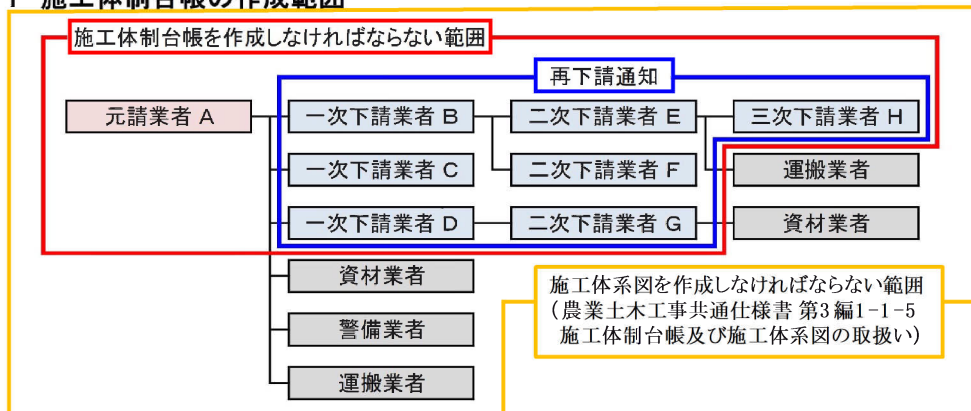 施工体制台帳の作成範囲
施工体制台帳を作成しなければならない範囲
再下請通知
元請業者 A
一次下請業者 B
二次下請業者 E
三次下請業者 H
一次下請業者 C
二次下請業者 F
運搬業者
一次下請業者 D
二次下請業者 G
資材業者
資材業者
警備業者
運搬業者
施工体系図を作成しなければならない範囲
（農業土木工事共通仕様書 第3編1-1-5
施工体制台帳及び施工体系図の取扱い）